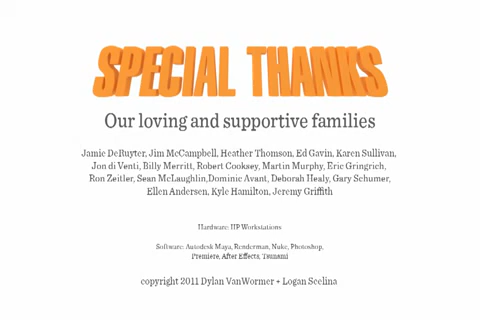 SPECIAL THANKS
Our loving and supportive families
Jamie DeRuyter, Jim McCampbell, Heather Thomson, Ed Gavin, Karen Sullivan,
Jon di Venti, Billy Merritt, Robert Cooksey, Martin Murphy, Eric Gringrich,
Ron Zeitler, Sean McLaughlin,Dominic Avant, Deborah Healy, Gary Schumer,
Ellen Andersen, Kyle Hamilton, Jeremy Griffith
Hardware: HP Workstations
Software: Autodesk Maya, Renderman, Nuke, Photoshop,
Premiere, After Effects, Tsunami
copyright 2011 Dylan VanWormer + Logan Scelina